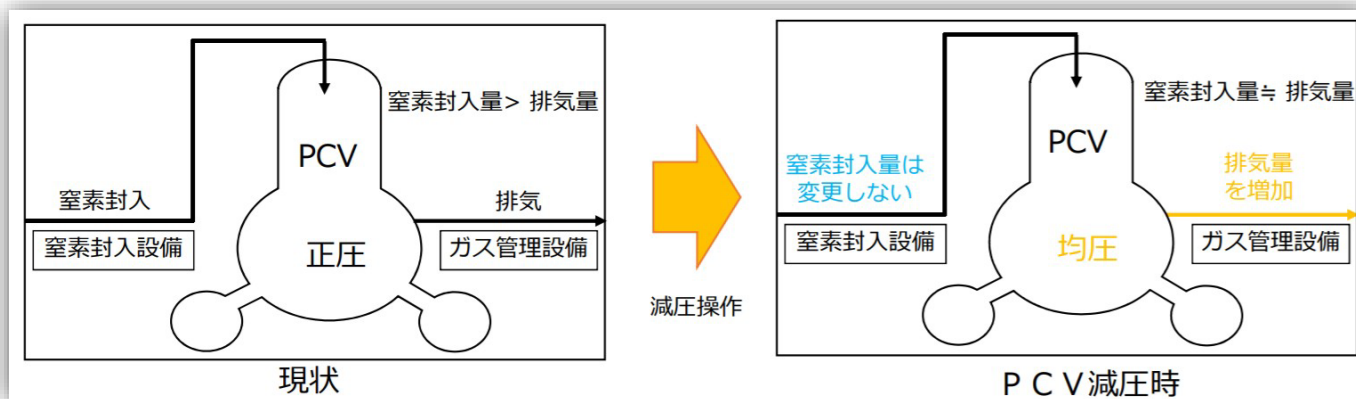 窒素封入量> 排気量
PCV
窒素封入
排気
窒素封入設備
正圧
ガス管理設備
現状
減圧操作
窒素封入量≒ 排気量
PCV
窒素封入量は
変更しない
排気量
を増加
窒素封入設備
均圧
ガス管理設備
ＰＣＶ減圧時